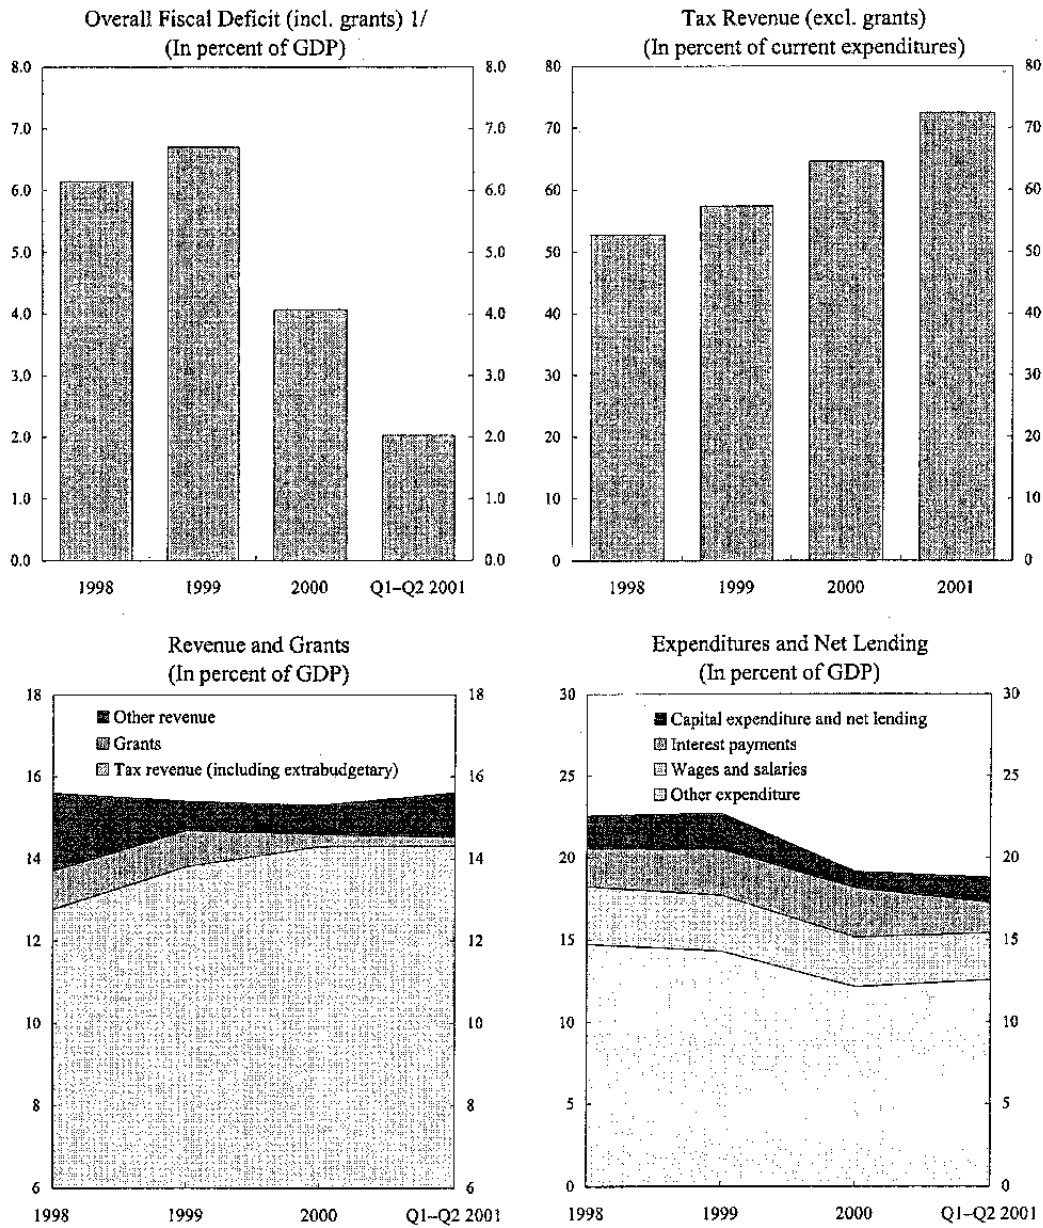 Overall Fiscal Deficit (incl. grants) 1/
(In percent of GDP)
8.0 8.0
7.0 7.0
6.0 6.0
5.0 5.0
4.0 4.0
3.0 3.0
2.0 2.0
1.0 1.0
0.0 0.0
1998 1999 2000 Q1–Q2 2001
Tax Revenue (excl. grants)
(In percent of current expenditures)
80 80
70 70
60 60
50 50
40 40
30 30
20 20
10 10
0 0
1998 1999 2000 2001
Revenue and Grants
(In percent of GDP)
18 18
Other revenue
Grants
16 Tax revenue (including extrabudgetary) 16
14 14
12 12
10 10
8 8
6 6
1998 1999 2000 Q1–Q2 2001
Expenditures and Net Lending
(In percent of GDP)
30 30
Capital expenditure and net lending
Interest payments
25 Wages and salaries 25
Other expenditure
20 20
15 15
10 10
5 5
0 0
1998 1999 2000 Q1–Q2 2001